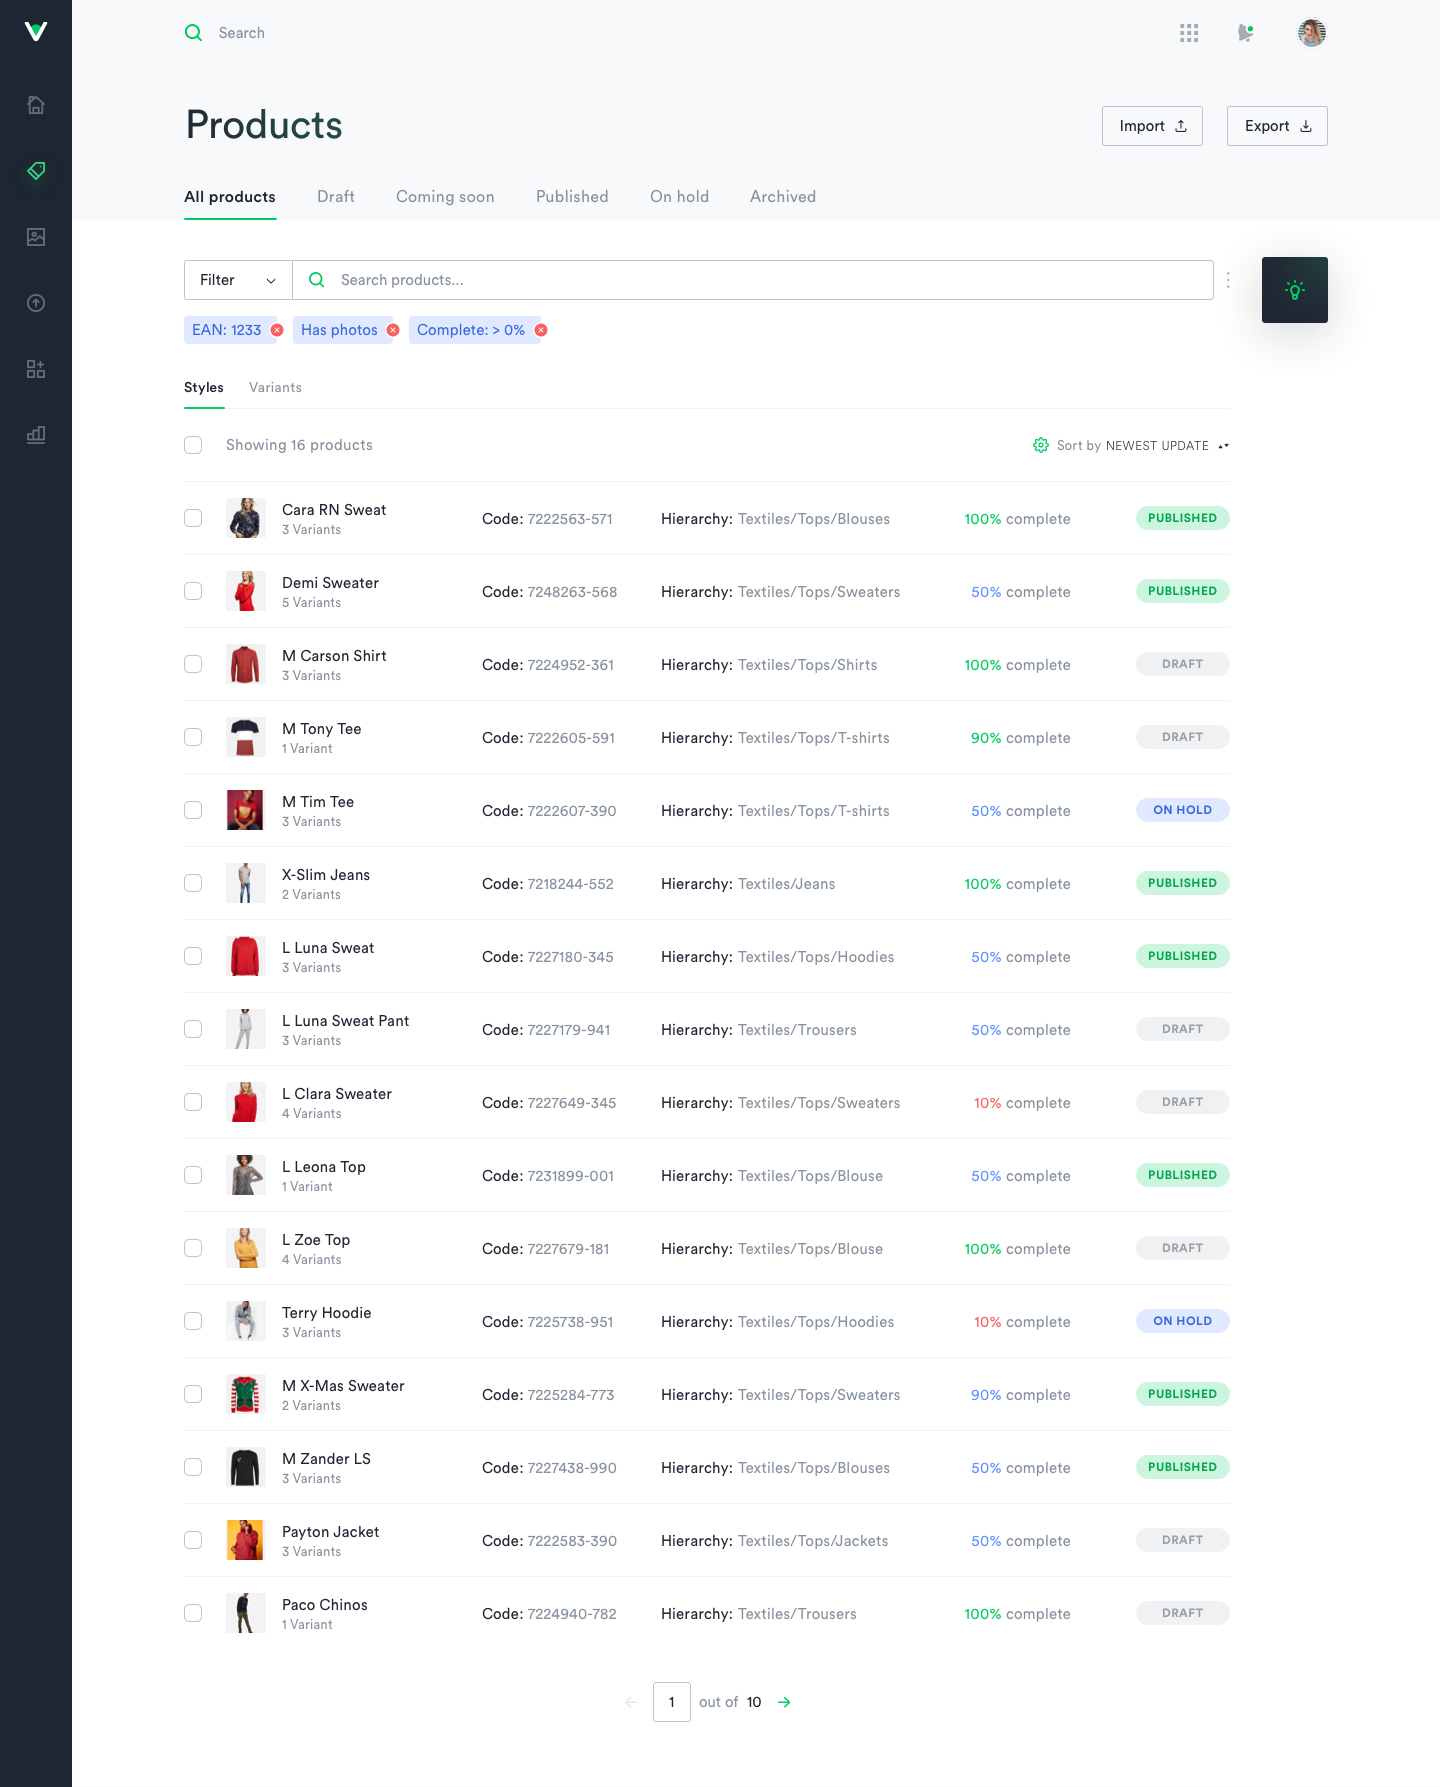 Search
Products
Import
Export
All products Draft Coming soon Published On hold Archived
Filter Search products...
EAN: 1233 Has photos Complete: > 0%
Styles Variants
Showing 16 products Sort by NEWEST UPDATE
Cara RN Sweat
3 Variants
Code: 7222563-571 Hierarchy: Textiles/Tops/Blouses 100% complete PUBLISHED
Demi Sweater
5 Variants
Code: 7248263-568 Hierarchy: Textiles/Tops/Sweaters 50% complete PUBLISHED
M Carson Shirt
3 Variants
Code: 7224952-361 Hierarchy: Textiles/Tops/Shirts 100% complete DRAFT
M Tony Tee
1 Variant
Code: 7222605-591 Hierarchy: Textiles/Tops/T-shirts 90% complete DRAFT
M Tim Tee
3 Variants
Code: 7222607-390 Hierarchy: Textiles/Tops/T-shirts 50% complete ON HOLD
X-Slim Jeans
2 Variants
Code: 7218244-552 Hierarchy: Textiles/Jeans 100% complete PUBLISHED
L Luna Sweat
3 Variants
Code: 7227180-345 Hierarchy: Textiles/Tops/Hoodies 50% complete PUBLISHED
L Luna Sweat Pant
3 Variants
Code: 7227179-941 Hierarchy: Textiles/Trousers 50% complete DRAFT
L Clara Sweater
4 Variants
Code: 7227649-345 Hierarchy: Textiles/Tops/Sweaters 10% complete DRAFT
L Leona Top
1 Variant
Code: 7231899-001 Hierarchy: Textiles/Tops/Blouse 50% complete PUBLISHED
L Zoe Top
4 Variants
Code: 7227679-181 Hierarchy: Textiles/Tops/Blouse 100% complete DRAFT
Terry Hoodie
3 Variants
Code: 7225738-951 Hierarchy: Textiles/Tops/Hoodies 10% complete ON HOLD
M X-Mas Sweater
2 Variants
Code: 7225284-773 Hierarchy: Textiles/Tops/Sweaters 90% complete PUBLISHED
M Zander LS
3 Variants
Code: 7227438-990 Hierarchy: Textiles/Tops/Blouses 50% complete PUBLISHED
Payton Jacket
3 Variants
Code: 7222583-390 Hierarchy: Textiles/Tops/Jackets 50% complete DRAFT
Paco Chinos
1 Variant
Code: 7224940-782 Hierarchy: Textiles/Trousers 100% complete DRAFT
1 out of 10